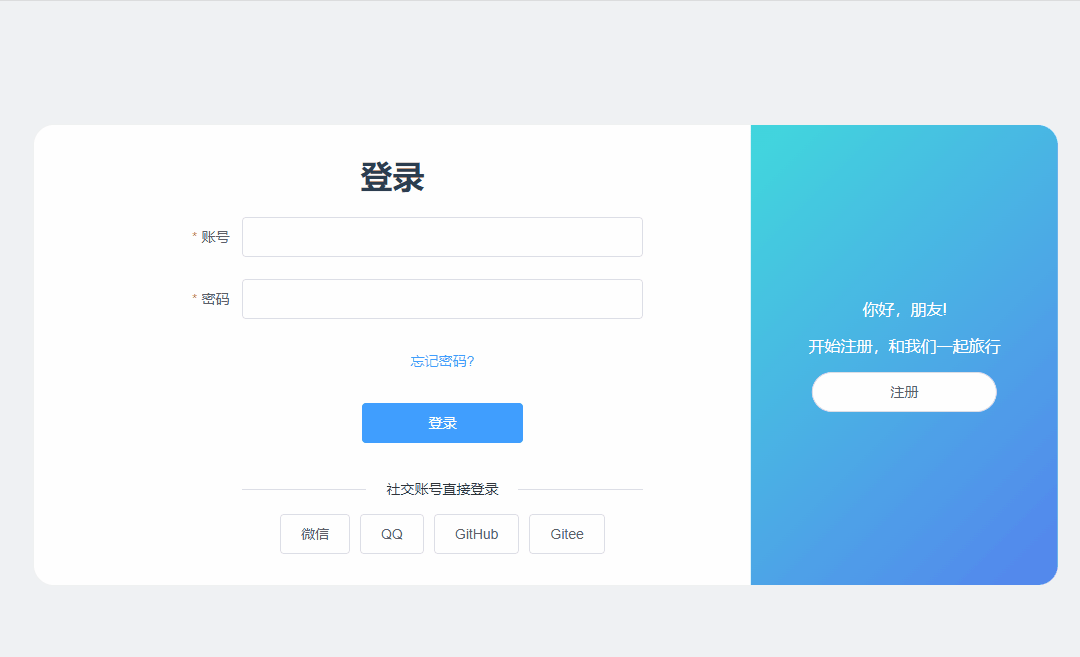 登录
* 账号
* 密码
忘记密码?
登录
社交账号直接登录
微信 QQ GitHub Gitee
你好，朋友!
开始注册，和我们一起旅行
注册